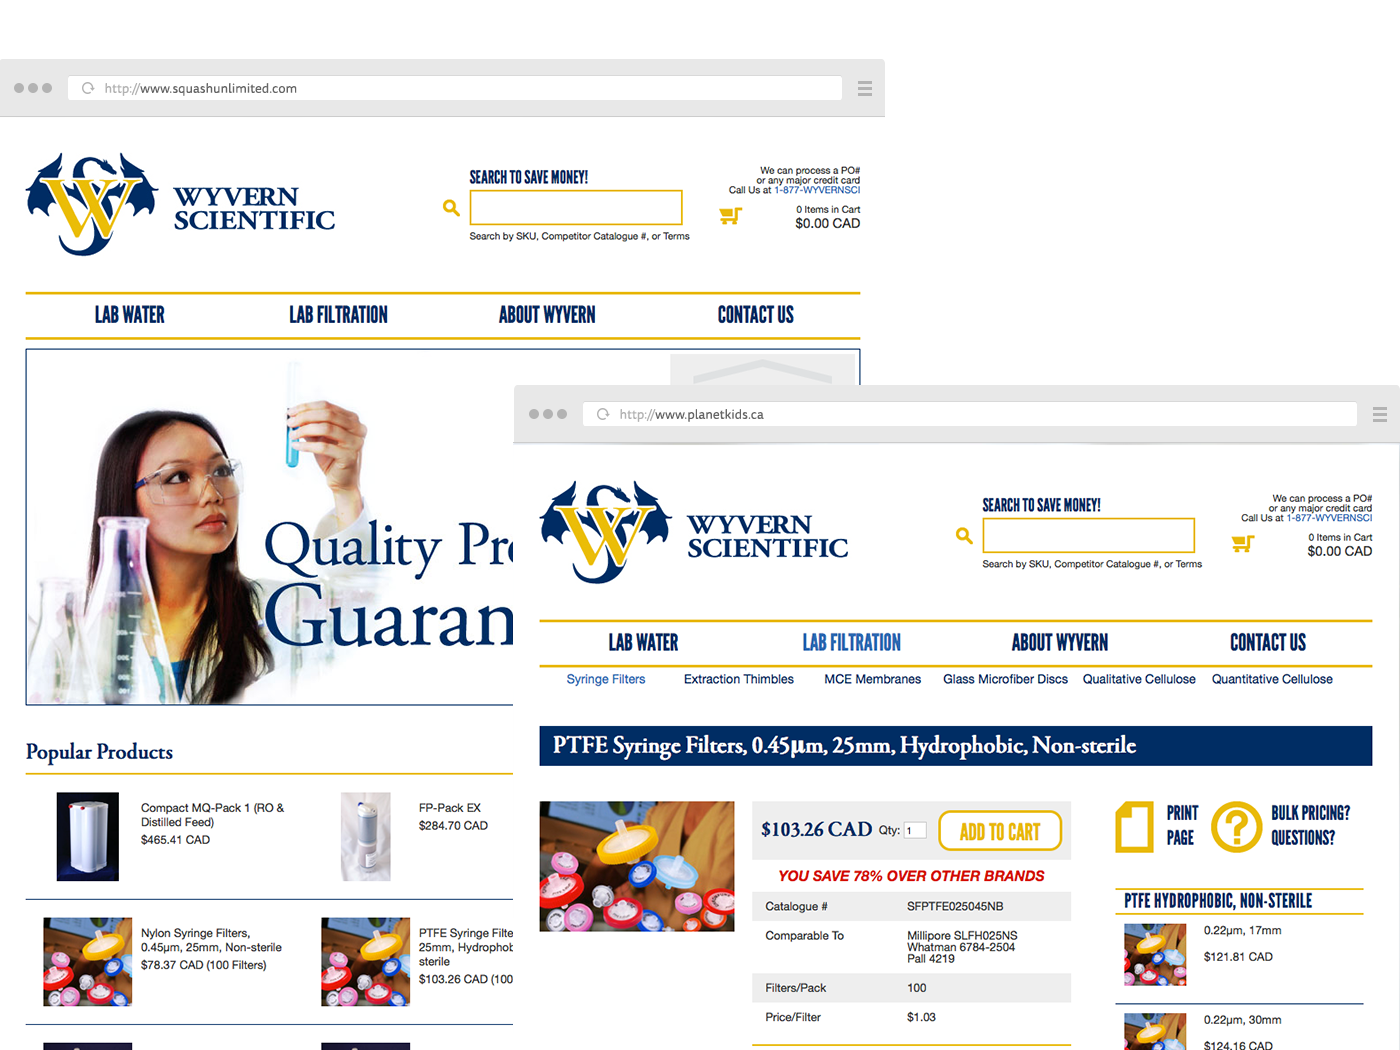 http://www.squashunlimited.com
WYVERN
SCIENTIFIC
SEARCH TO SAVE MONEY!
Search by SKU, Competitor Catalogue #, or Terms
We can process a PO#
or any major credit card
Call Us at 1-877-WYVERNSCI
0 Items in Cart
$0.00 CAD
LAB WATER
LAB FILTRATION
ABOUT WYVERN
CONTACT US
Quality Pr
Guaran
Popular Products
Compact MQ-Pack 1 (RO &
Distilled Feed)
$465.41 CAD
FP-Pack EX
$284.70 CAD
Nylon Syringe Filters,
0.45µm, 25mm, Non-sterile
$78.37 CAD (100 Filters)
PTFE Syringe Filte
25mm, Hydrophob
sterile
$103.26 CAD (100
http://www.planetkids.ca
WYVERN
SCIENTIFIC
SEARCH TO SAVE MONEY!
Search by SKU, Competitor Catalogue #, or Terms
We can process a PO#
or any major credit card
Call Us at 1-877-WYVERNSCI
0 Items in Cart
$0.00 CAD
LAB WATER
LAB FILTRATION
ABOUT WYVERN
CONTACT US
Syringe Filters
Extraction Thimbles
MCE Membranes
Glass Microfiber Discs
Qualitative Cellulose
Quantitative Cellulose
PTFE Syringe Filters, 0.45µm, 25mm, Hydrophobic, Non-sterile
$103.26 CAD Qty: 1
ADD TO CART
YOU SAVE 78% OVER OTHER BRANDS
Catalogue # SFPTFE025045NB
Comparable To Millipore SLFH025NS
Whatman 6784-2504
Pall 4219
Filters/Pack 100
Price/Filter $1.03
PRINT
PAGE
BULK PRICING?
QUESTIONS?
PTFE HYDROPHOBIC, NON-STERILE
0.22µm, 17mm
$121.81 CAD
0.22µm, 30mm
$124.16 CAD